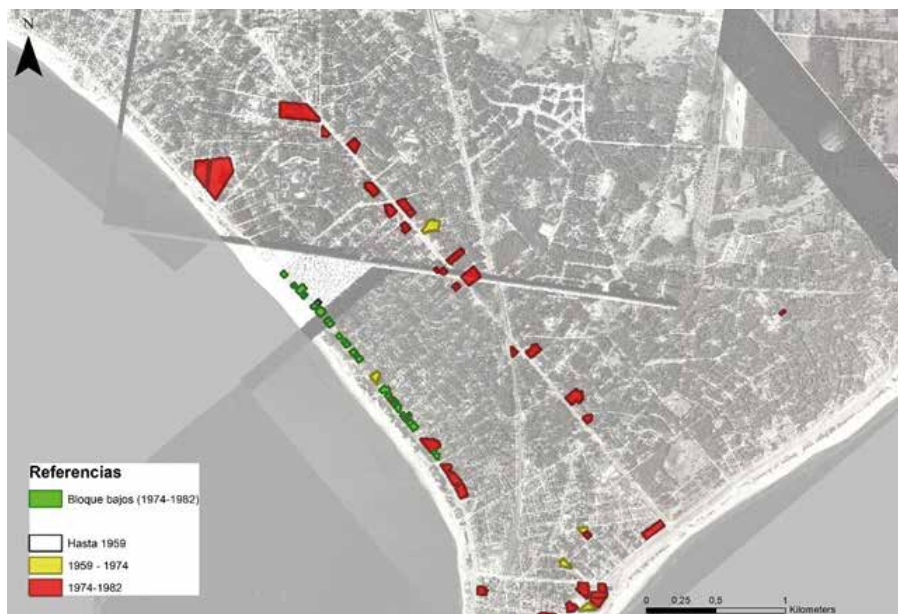 N
Referencias
Bloque bajos (1974-1982)
Hasta 1959
1959 - 1974
1974-1982
0 0,25 0,5 1
Kilometers